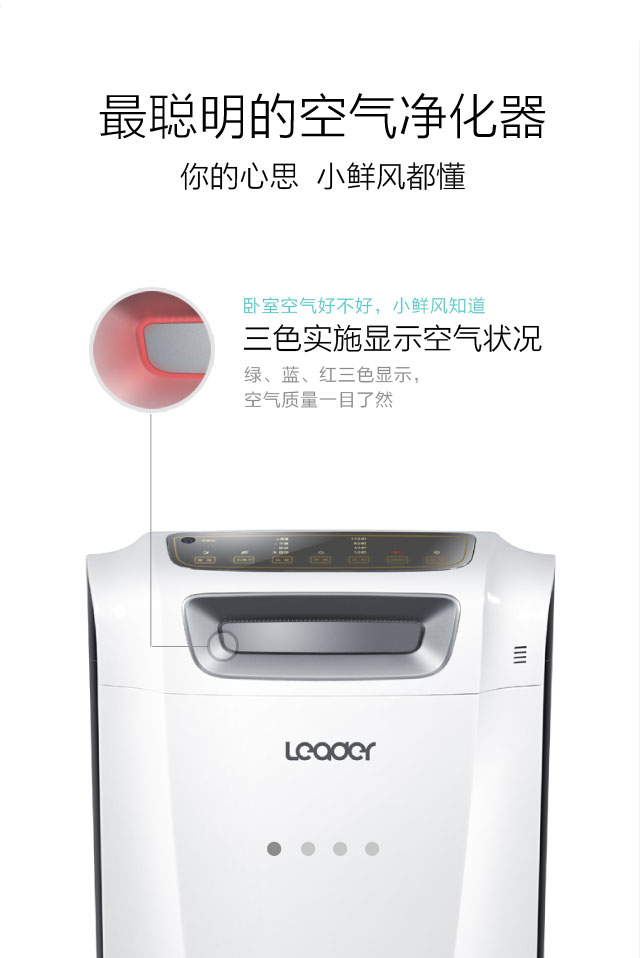 最聪明的空气净化器
你的心思 小鲜风都懂
卧室空气好不好，小鲜风知道
三色实施显示空气状况
绿、蓝、红三色显示，
空气质量一目了然
Leader